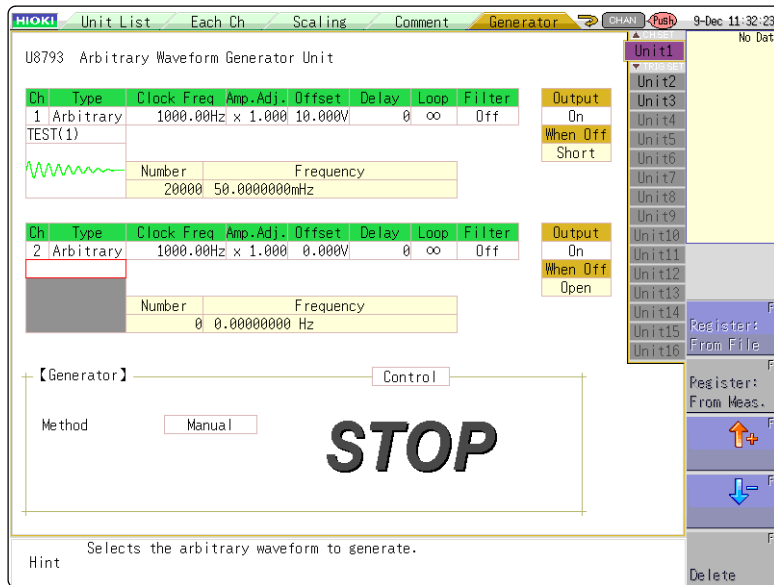 HIOKI Unit List Each Ch Scaling Comment Generator CHAN Push 9-Dec 11:32:23
No Dat
CH.SET
Unit1
TRIG.SET
Unit2
Unit3
Unit4
Unit5
Unit6
Unit7
Unit8
Unit9
Unit10
Unit11
Unit12
Unit13
Unit14
Unit15
Unit16
U8793 Arbitrary Waveform Generator Unit
Ch Type Clock Freq Amp.Adj. Offset Delay Loop Filter Output
1 Arbitrary 1000.00Hz x 1.000 10.000V 0 ∞ Off On
TEST(1) When Off
Short
Number Frequency
20000 50.0000000mHz
Ch Type Clock Freq Amp.Adj. Offset Delay Loop Filter Output
2 Arbitrary 1000.00Hz x 1.000 0.000V 0 ∞ Off On
When Off
Open
Number Frequency
0 0.00000000 Hz
【Generator】 Control
Method Manual STOP
F
Register:
From File
F
Register:
From Meas.
F
F
F
Delete
Hint Selects the arbitrary waveform to generate.